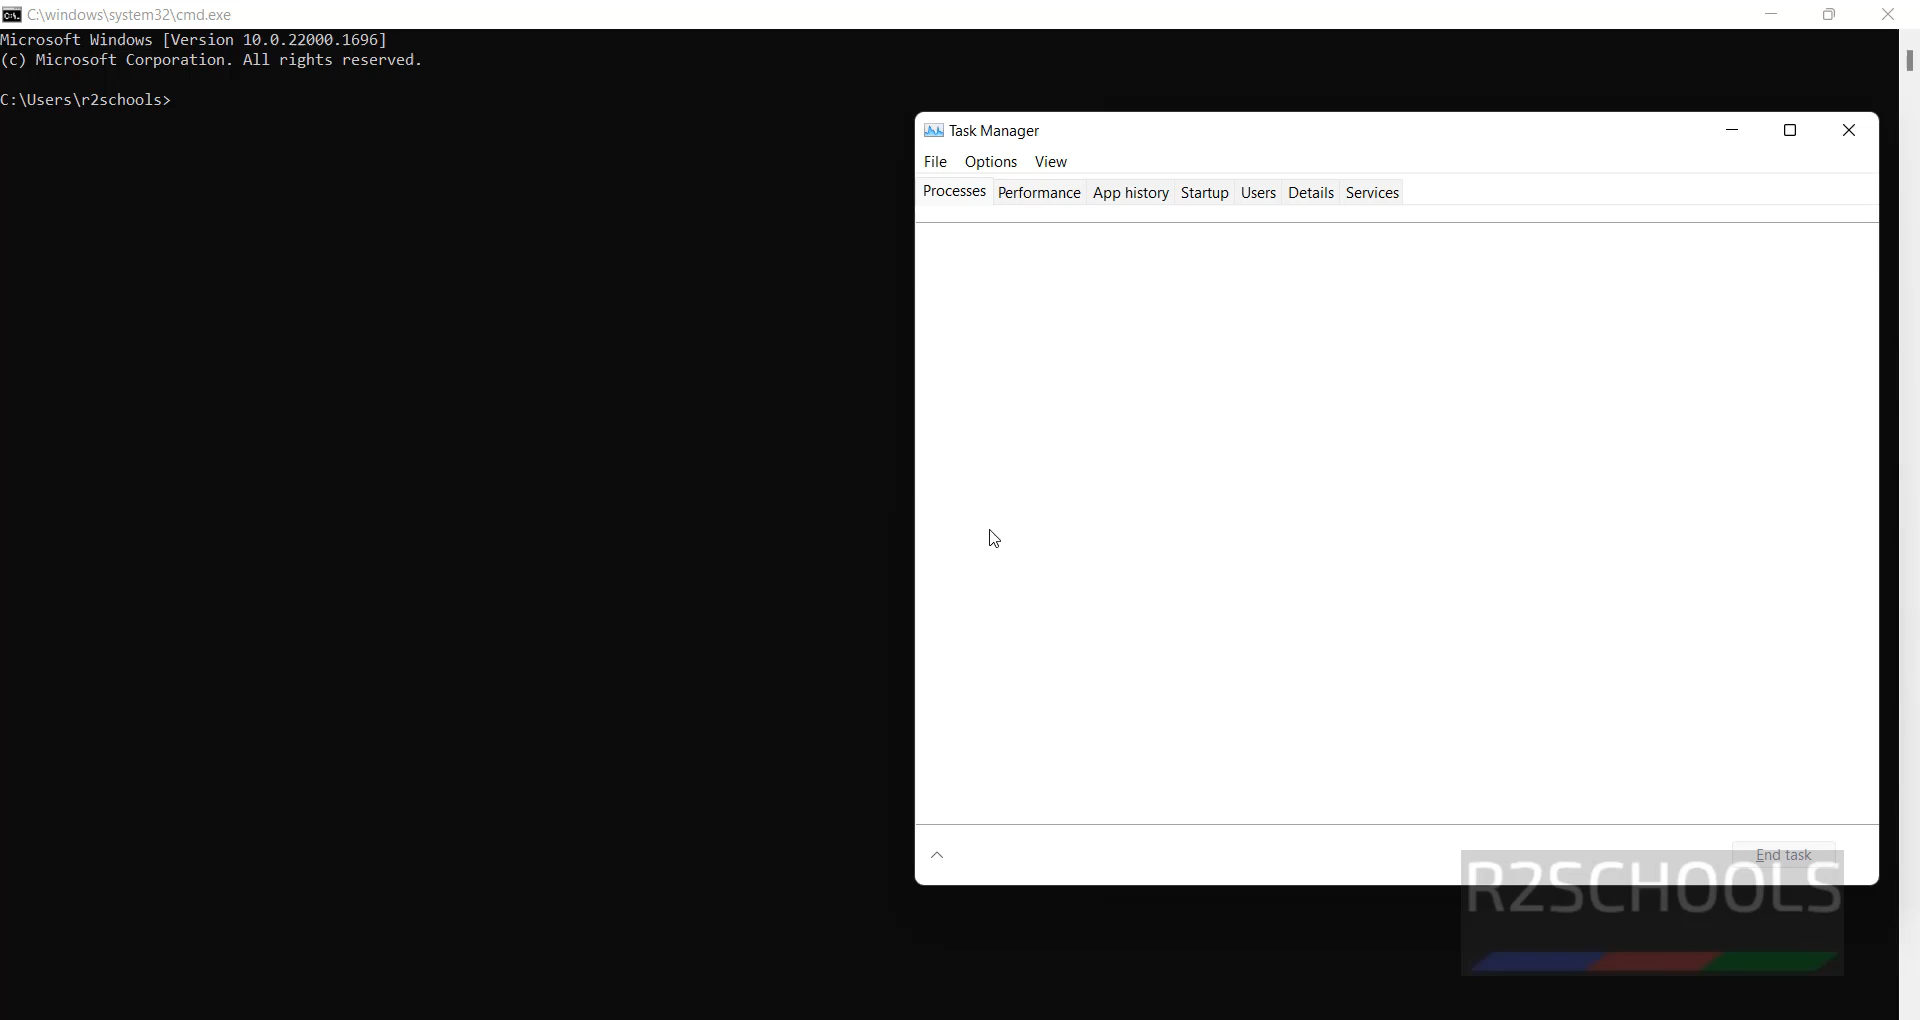 C:\windows\system32\cmd.exe
Microsoft Windows [Version 10.0.22000.1696]
(c) Microsoft Corporation. All rights reserved.
C:\Users\r2schools>
Task Manager
File Options View
Processes Performance App history Startup Users Details Services
End task
R2SCHOOLS